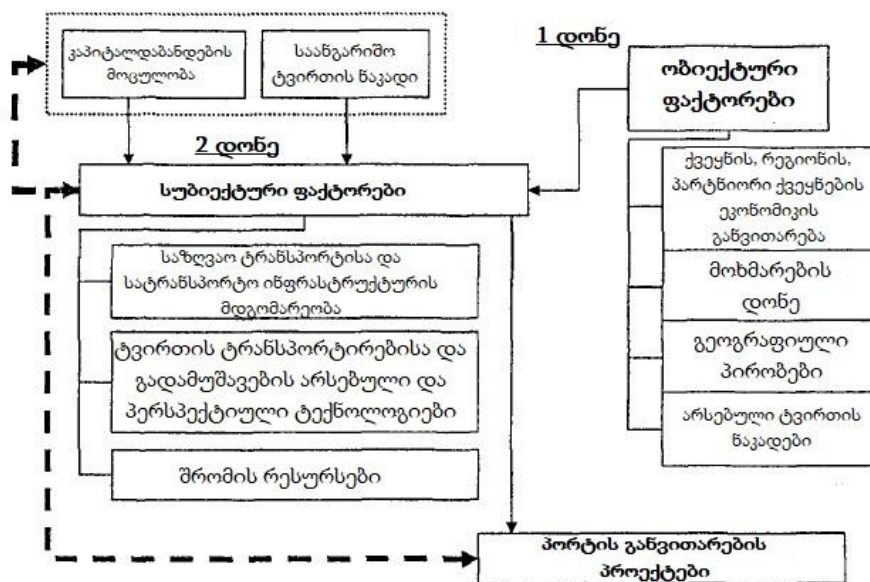 1 დონე
კაპიტალდაბანდების
მოცულობა
საანგარიშო
ტვირთის ნაკადი
ობიექტური
ფაქტორები
2 დონე
სუბიექტური ფაქტორები
ქვეყნის, რეგიონის,
პარტნიორი ქვეყნების
ეკონომიკის
განვითარება
საზღვაო ტრანსპორტისა და
სატრანსპორტო ინფრასტრუქტურის
მდგომარეობა
მოხმარების
დონე
ტვირთის ტრანსპორტირებისა და
გადამუშავების არსებული და
პერსპექტიული ტექნოლოგიები
გეოგრაფიული
პირობები
არსებული ტვირთის
ნაკადები
შრომის რესურსები
პორტის განვითარების
პროექტები